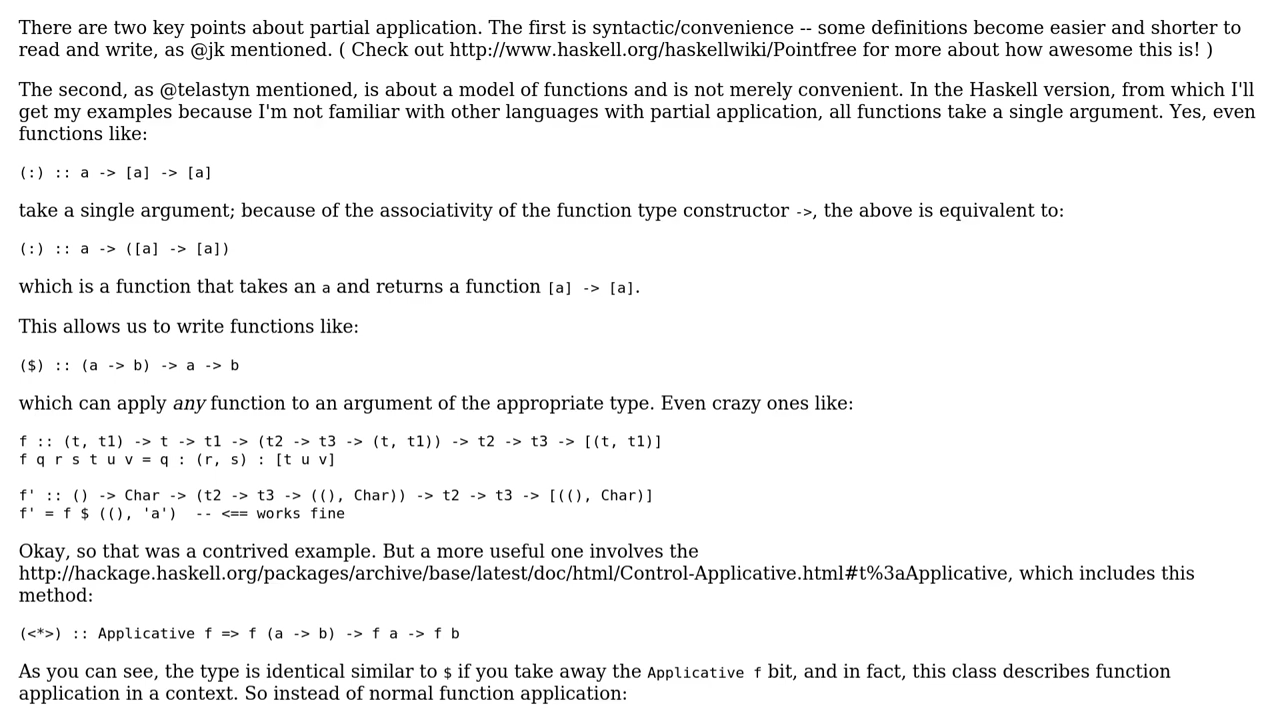 There are two key points about partial application. The first is syntactic/convenience -- some definitions become easier and shorter to
read and write, as @jk mentioned. ( Check out http://www.haskell.org/haskellwiki/Pointfree for more about how awesome this is! )
The second, as @telastyn mentioned, is about a model of functions and is not merely convenient. In the Haskell version, from which I'll
get my examples because I'm not familiar with other languages with partial application, all functions take a single argument. Yes, even
functions like:
(:) :: a -> [a] -> [a]
take a single argument; because of the associativity of the function type constructor ->, the above is equivalent to:
(:) :: a -> ([a] -> [a])
which is a function that takes an a and returns a function [a] -> [a].
This allows us to write functions like:
($) :: (a -> b) -> a -> b
which can apply any function to an argument of the appropriate type. Even crazy ones like:
f :: (t, t1) -> t -> t1 -> (t2 -> t3 -> (t, t1)) -> t2 -> t3 -> [(t, t1)]
f q r s t u v = q : (r, s) : [t u v]
f' :: () -> Char -> (t2 -> t3 -> ((), Char)) -> t2 -> t3 -> [((), Char)]
f' = f $ ((), 'a')  -- <== works fine
Okay, so that was a contrived example. But a more useful one involves the
http://hackage.haskell.org/packages/archive/base/latest/doc/html/Control-Applicative.html#t%3aApplicative, which includes this
method:
(<*>) :: Applicative f => f (a -> b) -> f a -> f b
As you can see, the type is identical similar to $ if you take away the Applicative f bit, and in fact, this class describes function
application in a context. So instead of normal function application: